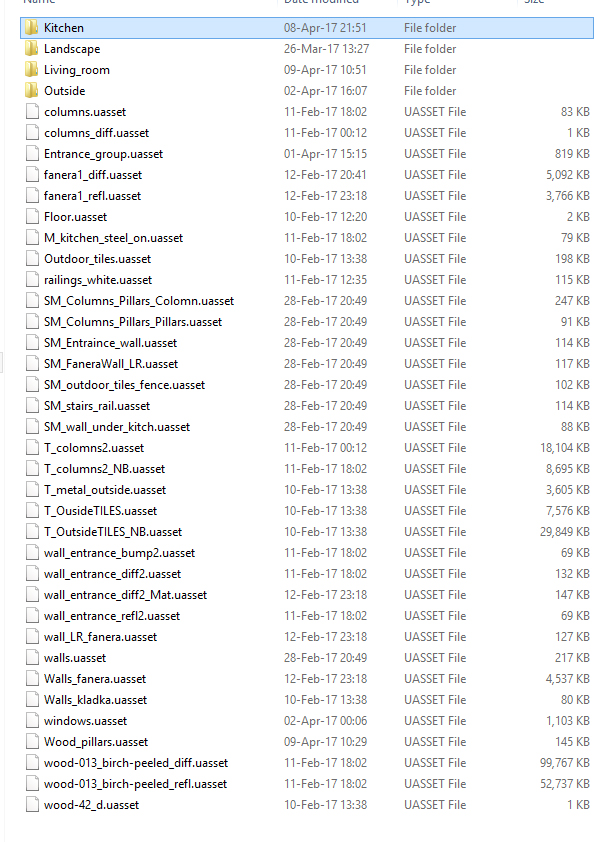 Name Date modified Type Size
Kitchen 08-Apr-17 21:51 File folder
Landscape 26-Mar-17 13:27 File folder
Living_room 09-Apr-17 10:51 File folder
Outside 02-Apr-17 16:07 File folder
columns.uasset 11-Feb-17 18:02 UASSET File 83 KB
columns_diff.uasset 11-Feb-17 00:12 UASSET File 1 KB
Entrance_group.uasset 01-Apr-17 15:15 UASSET File 819 KB
fanera1_diff.uasset 12-Feb-17 20:41 UASSET File 5,092 KB
fanera1_refl.uasset 12-Feb-17 23:18 UASSET File 3,766 KB
Floor.uasset 10-Feb-17 12:20 UASSET File 2 KB
M_kitchen_steel_on.uasset 11-Feb-17 18:02 UASSET File 79 KB
Outdoor_tiles.uasset 10-Feb-17 13:38 UASSET File 198 KB
railings_white.uasset 11-Feb-17 12:35 UASSET File 115 KB
SM_Columns_Pillars_Colomn.uasset 28-Feb-17 20:49 UASSET File 247 KB
SM_Columns_Pillars_Pillars.uasset 28-Feb-17 20:49 UASSET File 91 KB
SM_Entraince_wall.uasset 28-Feb-17 20:49 UASSET File 114 KB
SM_FaneraWall_LR.uasset 28-Feb-17 20:49 UASSET File 117 KB
SM_outdoor_tiles_fence.uasset 28-Feb-17 20:49 UASSET File 102 KB
SM_stairs_rail.uasset 28-Feb-17 20:49 UASSET File 114 KB
SM_wall_under_kitch.uasset 28-Feb-17 20:49 UASSET File 88 KB
T_colomns2.uasset 11-Feb-17 00:12 UASSET File 18,104 KB
T_columns2_NB.uasset 11-Feb-17 18:02 UASSET File 8,695 KB
T_metal_outside.uasset 10-Feb-17 13:38 UASSET File 3,605 KB
T_OusideTILES.uasset 10-Feb-17 13:38 UASSET File 7,576 KB
T_OutsideTILES_NB.uasset 10-Feb-17 13:38 UASSET File 29,849 KB
wall_entrance_bump2.uasset 11-Feb-17 18:02 UASSET File 69 KB
wall_entrance_diff2.uasset 11-Feb-17 18:02 UASSET File 132 KB
wall_entrance_diff2_Mat.uasset 12-Feb-17 23:18 UASSET File 147 KB
wall_entrance_refl2.uasset 11-Feb-17 18:02 UASSET File 69 KB
wall_LR_fanera.uasset 12-Feb-17 23:18 UASSET File 127 KB
walls.uasset 28-Feb-17 20:49 UASSET File 217 KB
Walls_fanera.uasset 12-Feb-17 23:18 UASSET File 4,537 KB
Walls_kladka.uasset 10-Feb-17 13:38 UASSET File 80 KB
windows.uasset 02-Apr-17 00:06 UASSET File 1,103 KB
Wood_pillars.uasset 09-Apr-17 10:29 UASSET File 145 KB
wood-013_birch-peeled_diff.uasset 11-Feb-17 18:02 UASSET File 99,767 KB
wood-013_birch-peeled_refl.uasset 11-Feb-17 18:02 UASSET File 52,737 KB
wood-42_d.uasset 10-Feb-17 13:38 UASSET File 1 KB